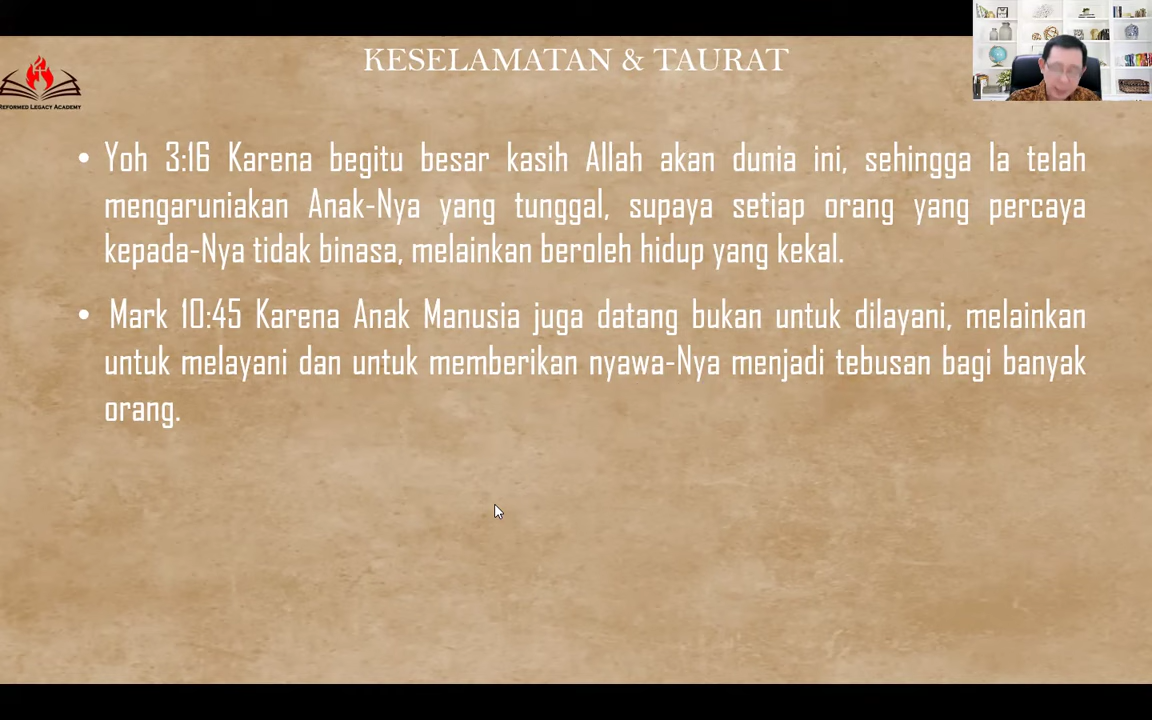 KESELAMATAN & TAURAT
REFORMED LEGACY ACADEMY
• Yoh 3:16 Karena begitu besar kasih Allah akan dunia ini, sehingga Ia telah
mengaruniakan Anak-Nya yang tunggal, supaya setiap orang yang percaya
kepada-Nya tidak binasa, melainkan beroleh hidup yang kekal.
• Mark 10:45 Karena Anak Manusia juga datang bukan untuk dilayani, melainkan
untuk melayani dan untuk memberikan nyawa-Nya menjadi tebusan bagi banyak
orang.